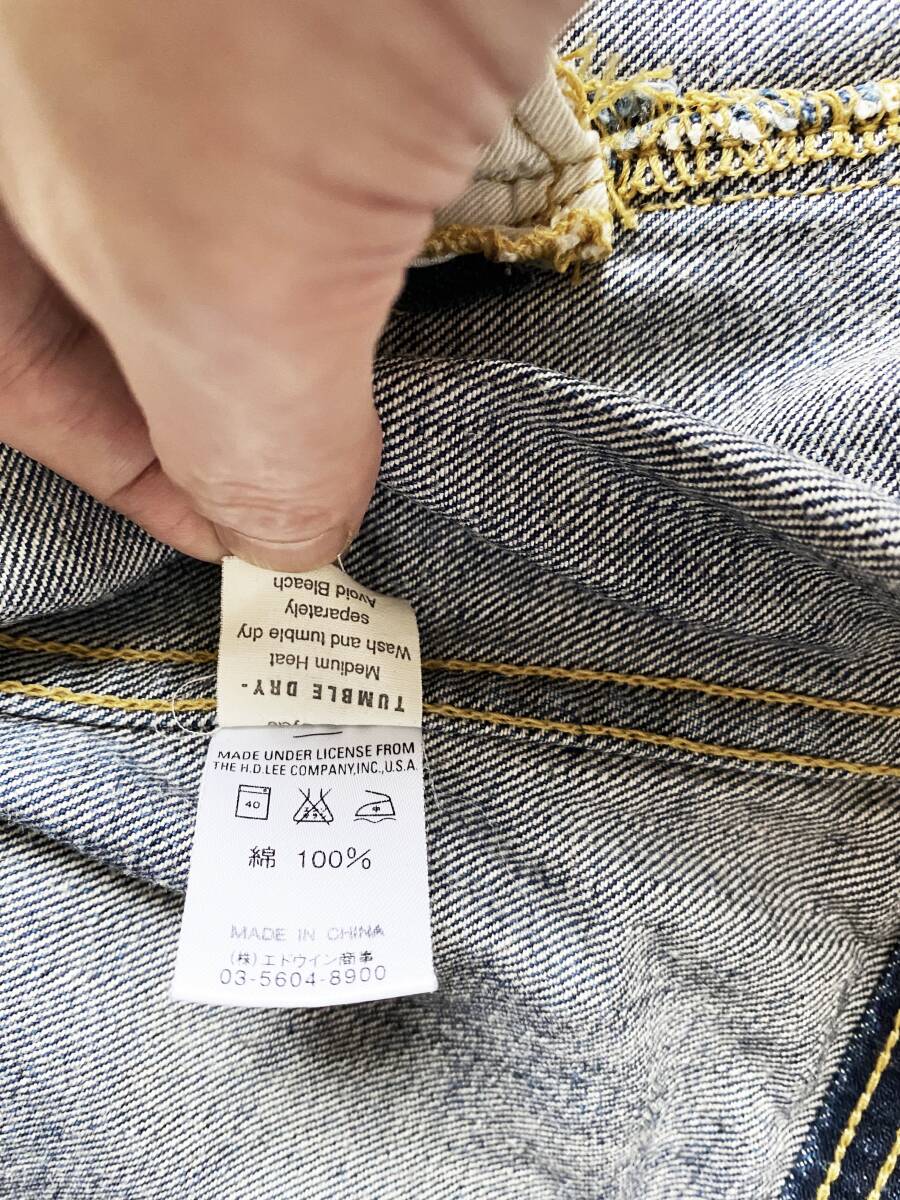 TUMBLE DRY-
Medium Heat
Wash and tumble dry
separately
Avoid Bleach
MADE UNDER LICENSE FROM
THE H.D.LEE COMPANY,INC.,U.S.A.
40 中
綿 100%
MADE IN CHINA
(株)エドウイン商事
03-5604-8900